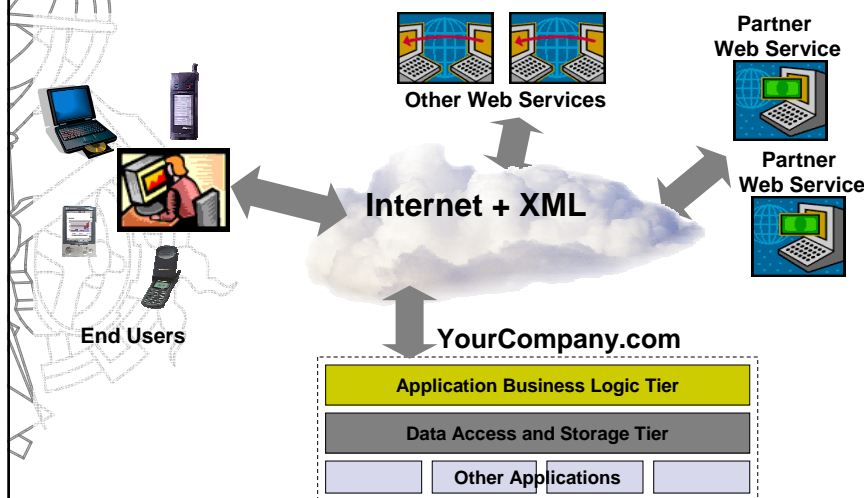 Partner
Web Service
Other Web Services
Partner
Web Service
Internet + XML
End Users
YourCompany.com
Application Business Logic Tier
Data Access and Storage Tier
Other Applications